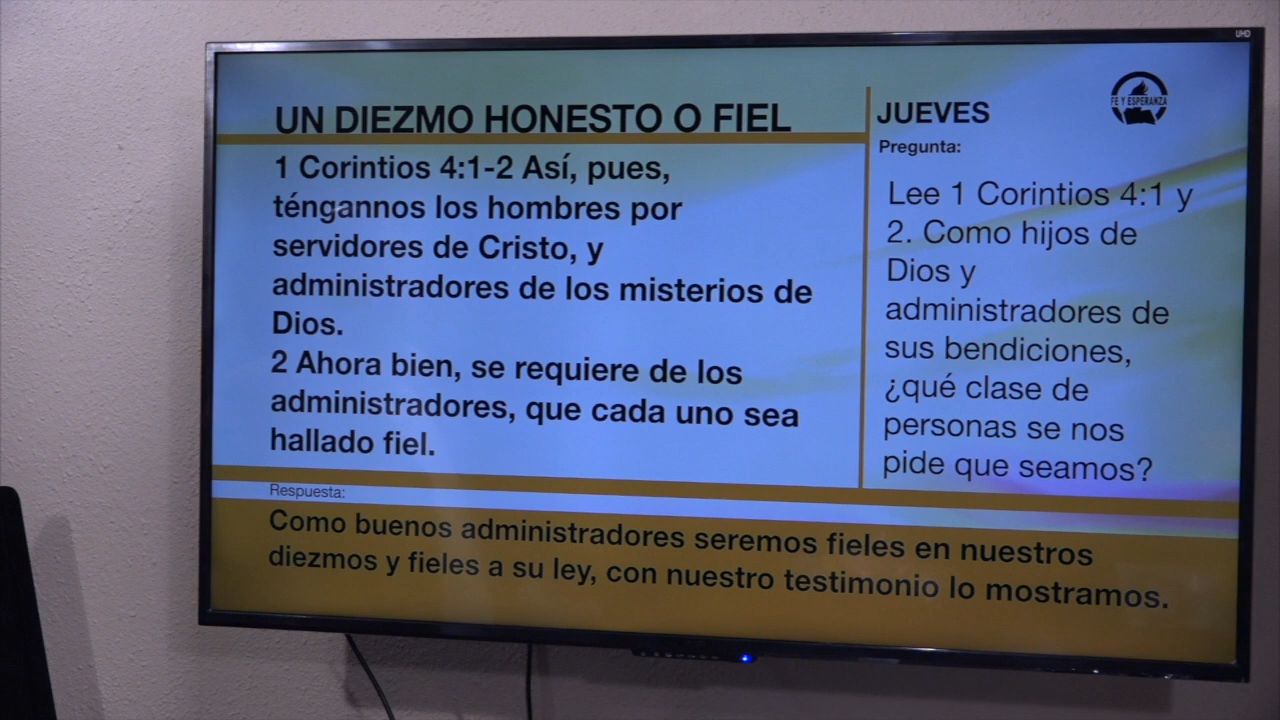 UHD
UN DIEZMO HONESTO O FIEL
1 Corintios 4:1-2 Así, pues,
téngannos los hombres por
servidores de Cristo, y
administradores de los misterios de
Dios.
2 Ahora bien, se requiere de los
administradores, que cada uno sea
hallado fiel.
JUEVES
FE Y ESPERANZA
Pregunta:
Lee 1 Corintios 4:1 y
2. Como hijos de
Dios y
administradores de
sus bendiciones,
¿qué clase de
personas se nos
pide que seamos?
Respuesta:
Como buenos administradores seremos fieles en nuestros
diezmos y fieles a su ley, con nuestro testimonio lo mostramos.